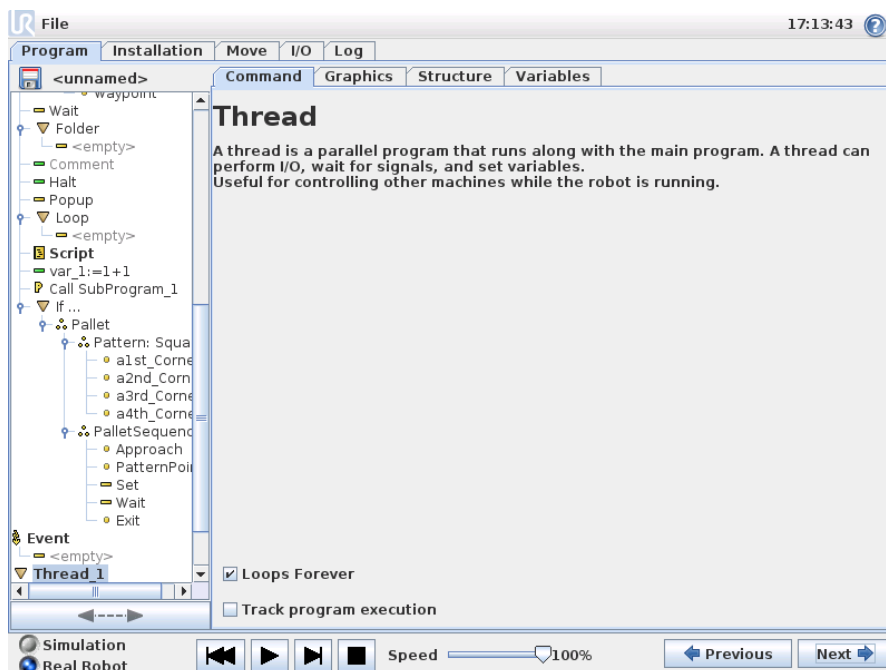 UR File 17:13:43 ?
Program Installation Move I/O Log
<unnamed> Command Graphics Structure Variables
Waypoint
Wait
Folder
<empty>
Comment
Halt
Popup
Loop
<empty>
Script
var_1:=1+1
Call SubProgram_1
If ...
Pallet
Pattern: Squa
a1st_Corne
a2nd_Corn
a3rd_Corne
a4th_Corne
PalletSequenc
Approach
PatternPoi
Set
Wait
Exit
Event
<empty>
Thread_1
Thread
A thread is a parallel program that runs along with the main program. A thread can
perform I/O, wait for signals, and set variables.
Useful for controlling other machines while the robot is running.
Loops Forever
Track program execution
Simulation
Real Robot
Speed 100%
Previous Next